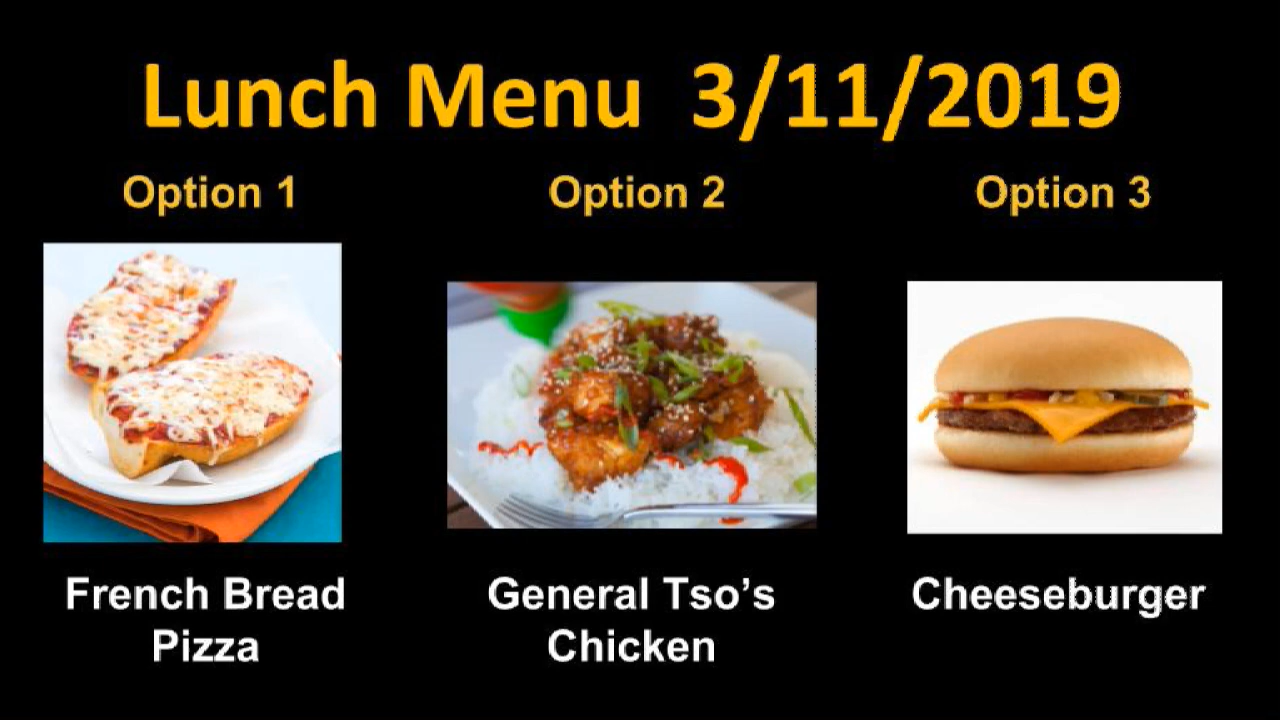 Lunch Menu 3/11/2019
Option 1
Option 2
Option 3
French Bread
Pizza
General Tso’s
Chicken
Cheeseburger